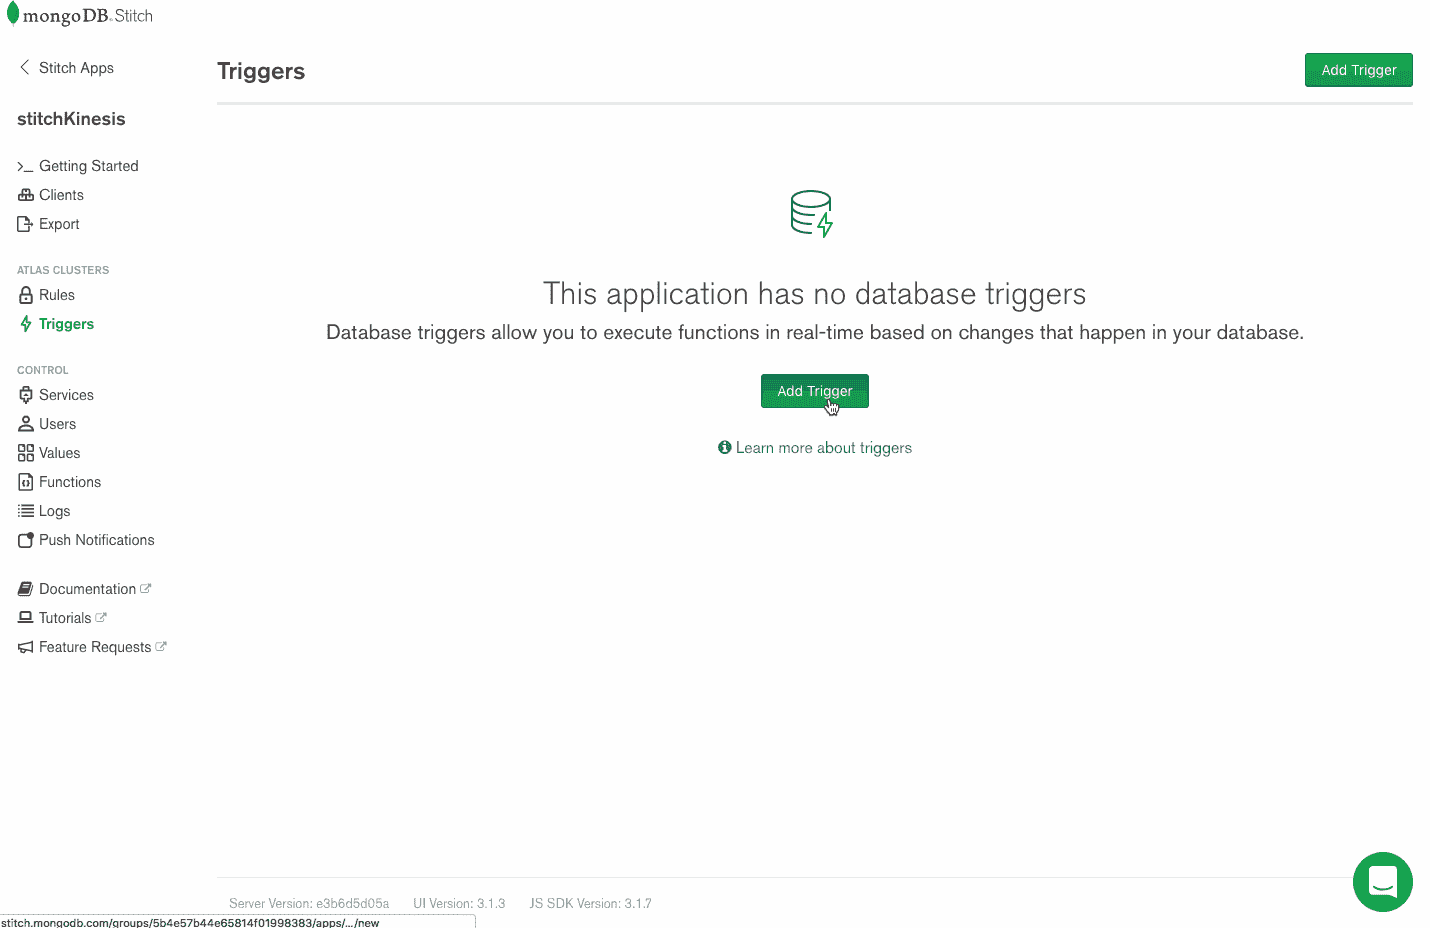 mongoDB Stitch
Stitch Apps
stitchKinesis
Getting Started
Clients
Export
ATLAS CLUSTERS
Rules
Triggers
CONTROL
Services
Users
Values
Functions
Logs
Push Notifications
Documentation
Tutorials
Feature Requests
Triggers
Add Trigger
This application has no database triggers
Database triggers allow you to execute functions in real-time based on changes that happen in your database.
Add Trigger
Learn more about triggers
Server Version: e3b6d5d05a UI Version: 3.1.3 JS SDK Version: 3.1.7
stitch.mongodb.com/groups/5b4e57b44e65814f01998383/apps/.../new